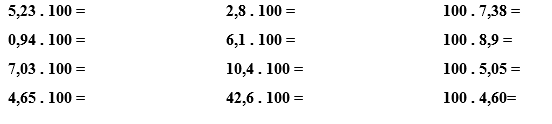 5,23 . 100 = 2,8 . 100 = 100 . 7,38 =
0,94 . 100 = 6,1 . 100 = 100 . 8,9 =
7,03 . 100 = 10,4 . 100 = 100 . 5,05 =
4,65 . 100 = 42,6 . 100 = 100 . 4,60=